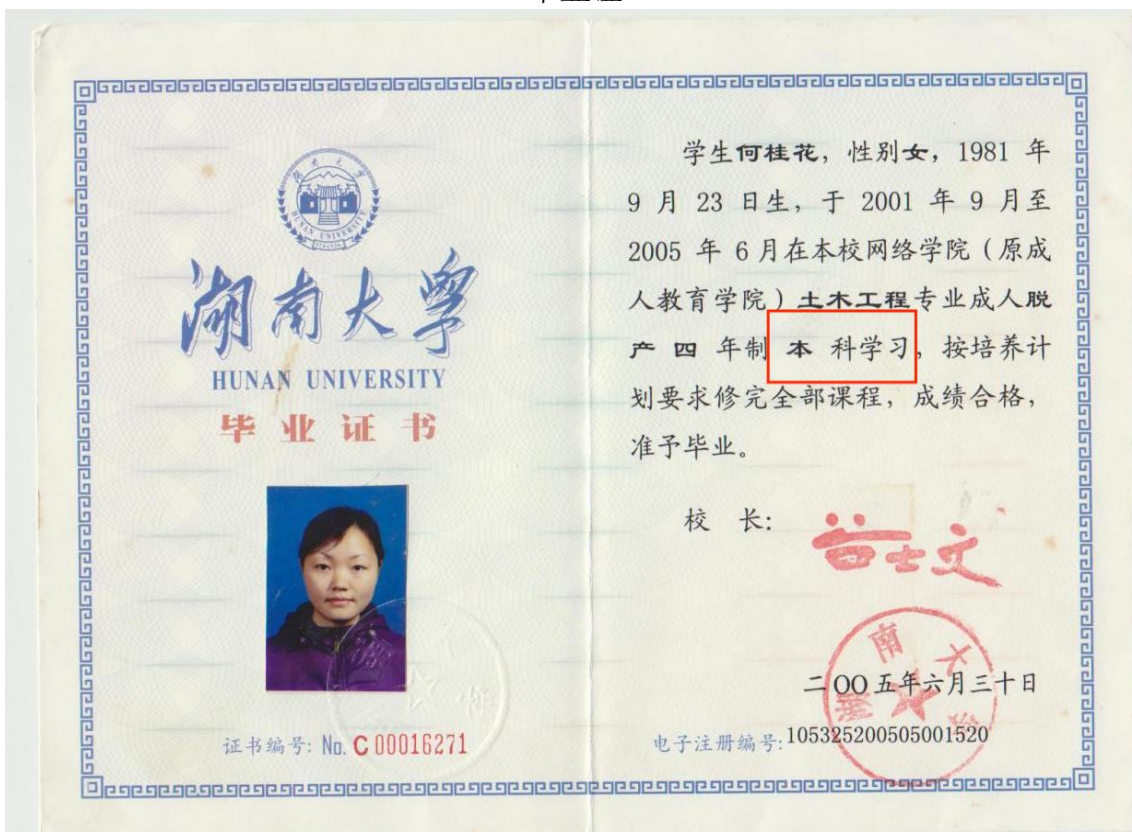 湖南大学
HUNAN UNIVERSITY
HUNAN UNIVERSITY
毕业证书
证书编号: No. C 00016271
学生何桂花，性别女，1981 年
9 月 23 日生，于 2001 年 9 月至
2005 年 6 月在本校网络学院（原成
人教育学院）土木工程专业成人脱
产 四 年制 本 科学习，按培养计
划要求修完全部课程，成绩合格，
准予毕业。
校 长:
二OO五年六月三十日
电子注册编号: 105325200505001520